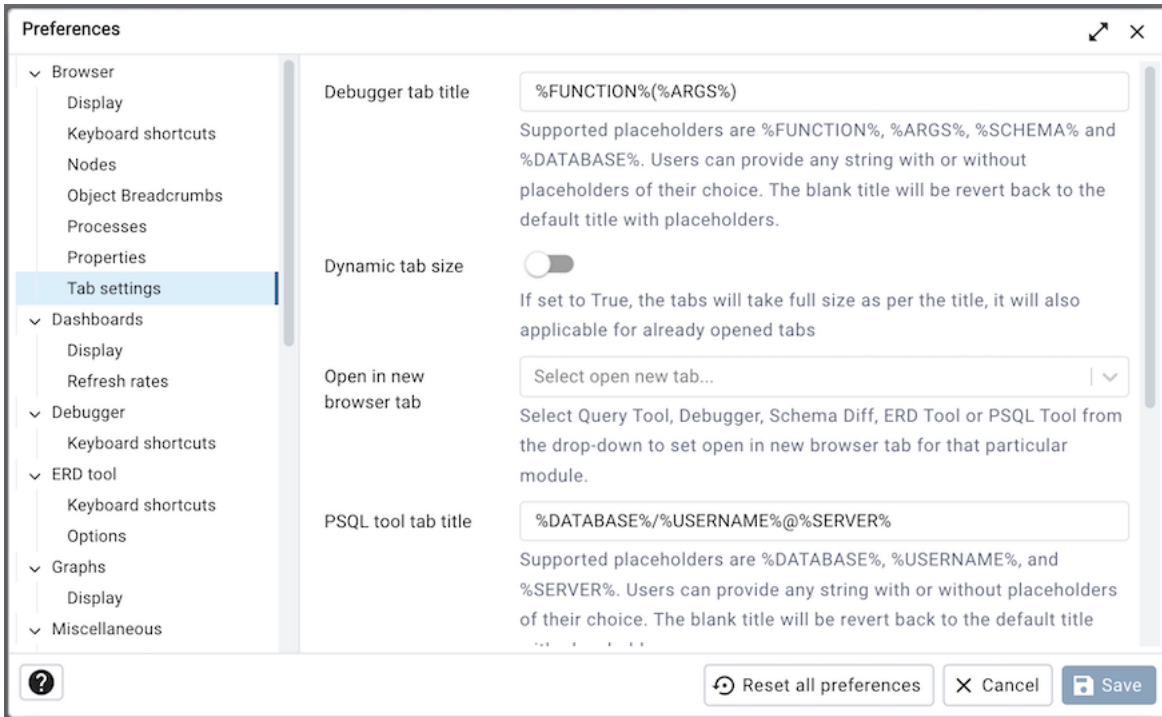 Preferences
Browser
Display
Keyboard shortcuts
Nodes
Object Breadcrumbs
Processes
Properties
Tab settings
Dashboards
Display
Refresh rates
Debugger
Keyboard shortcuts
ERD tool
Keyboard shortcuts
Options
Graphs
Display
Miscellaneous
Debugger tab title
%FUNCTION%(%ARGS%)
Supported placeholders are %FUNCTION%, %ARGS%, %SCHEMA% and
%DATABASE%. Users can provide any string with or without
placeholders of their choice. The blank title will be revert back to the
default title with placeholders.
Dynamic tab size
If set to True, the tabs will take full size as per the title, it will also
applicable for already opened tabs
Open in new
browser tab
Select open new tab...
Select Query Tool, Debugger, Schema Diff, ERD Tool or PSQL Tool from
the drop-down to set open in new browser tab for that particular
module.
PSQL tool tab title
%DATABASE%/%USERNAME%@%SERVER%
Supported placeholders are %DATABASE%, %USERNAME%, and
%SERVER%. Users can provide any string with or without placeholders
of their choice. The blank title will be revert back to the default title
?
Reset all preferences
Cancel
Save